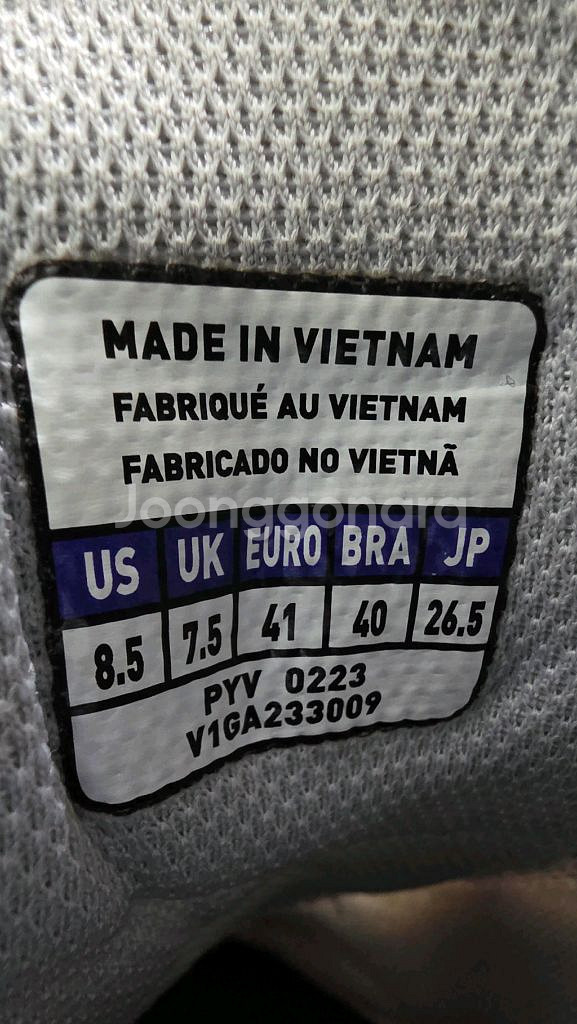 MADE IN VIETNAM
FABRIQUÉ AU VIETNAM
FABRICADO NO VIETNÃ
Joonggonara
US UK EURO BRA JP
8.5 7.5 41 40 26.5
PYV 0223
V1GA233009